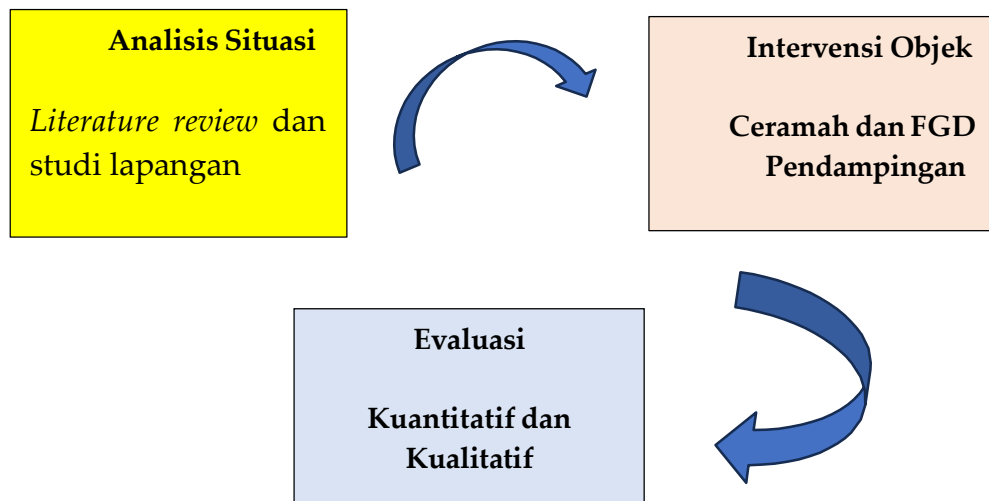 Analisis Situasi
Literature review dan
studi lapangan
Intervensi Objek
Ceramah dan FGD
Pendampingan
Evaluasi
Kuantitatif dan
Kualitatif